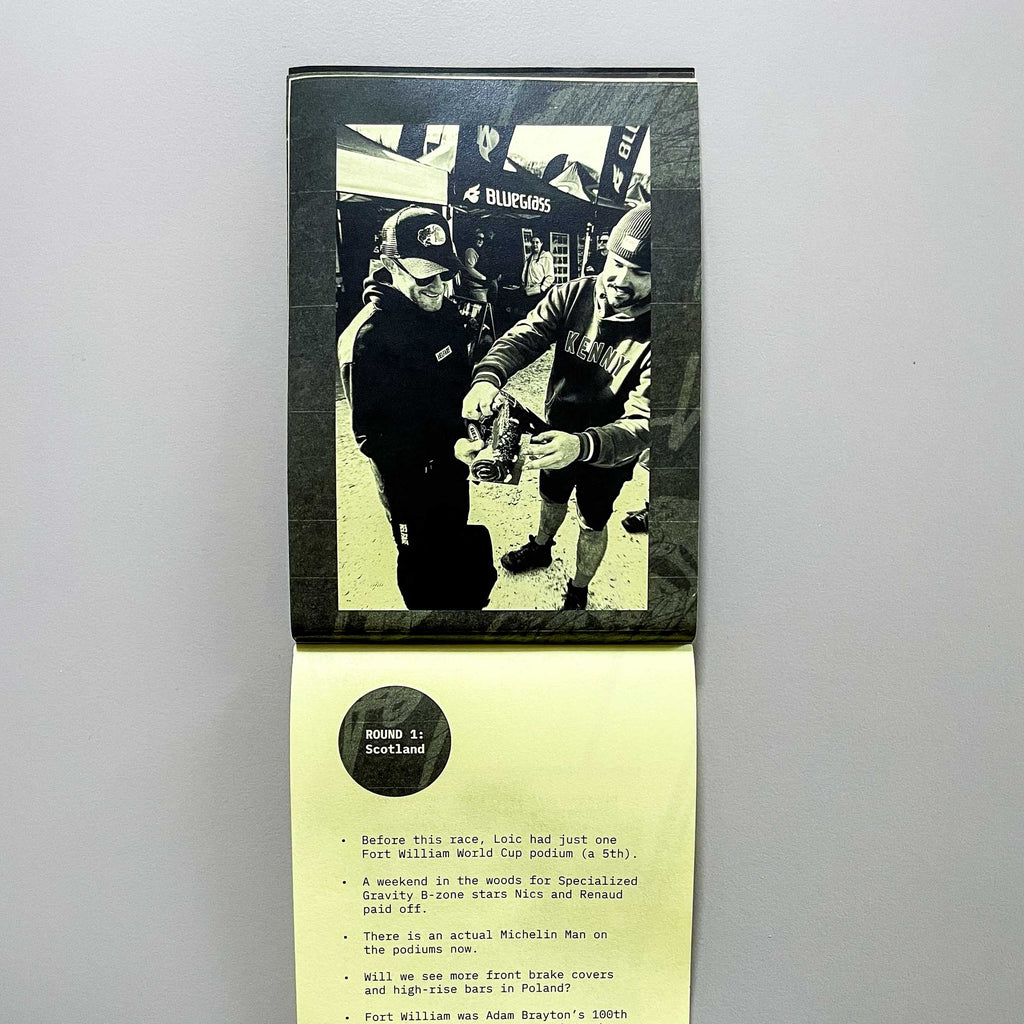 BLUEGrass
BLU
KENNY
ROUND 1:
Scotland
• Before this race, Loic had just one
Fort William World Cup podium (a 5th).
• A weekend in the woods for Specialized
Gravity B-zone stars Nics and Renaud
paid off.
• There is an actual Michelin Man on
the podiums now.
• Will we see more front brake covers
and high-rise bars in Poland?
• Fort William was Adam Brayton’s 100th